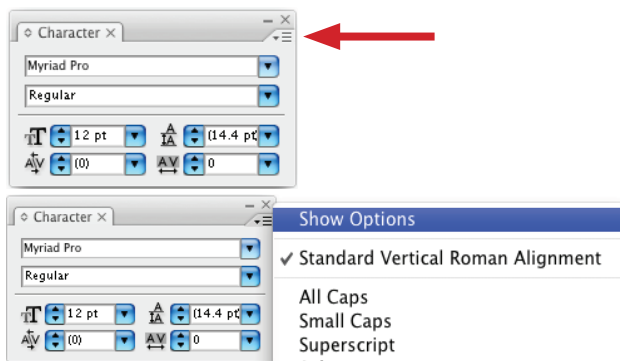 Character ×
Myriad Pro
Regular
12 pt (14.4 pt)
(0) 0
Character ×
Myriad Pro
Regular
12 pt (14.4 pt)
(0) 0
Show Options
✓ Standard Vertical Roman Alignment
All Caps
Small Caps
Superscript